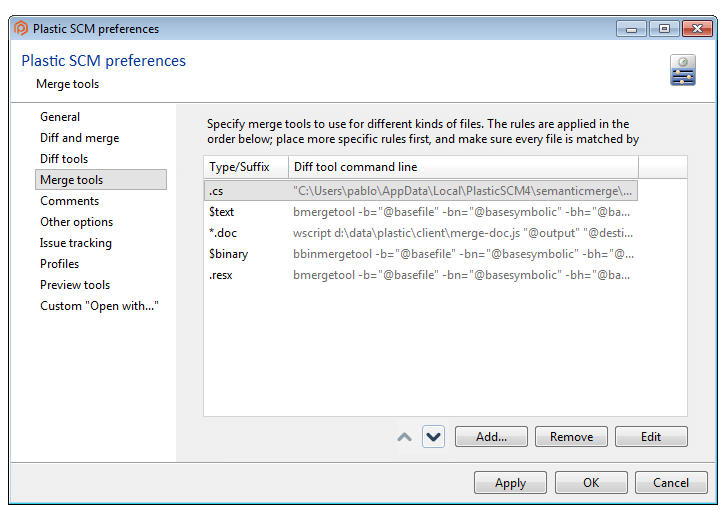 Plastic SCM preferences
Plastic SCM preferences
Merge tools
General
Diff and merge
Diff tools
Merge tools
Comments
Other options
Issue tracking
Profiles
Preview tools
Custom "Open with..."
Specify merge tools to use for different kinds of files. The rules are applied in the
order below; place more specific rules first, and make sure every file is matched by
Type/Suffix Diff tool command line
.cs "C:\Users\pablo\AppData\Local\PlasticSCM4\semanticmerge\...
$text bmergetool -b="@basefile" -bn="@basesymbolic" -bh="@ba...
*.doc wscript d:\data\plastic\client\merge-doc.js "@output" "@desti...
$binary bbinmergetool -b="@basefile" -bn="@basesymbolic" -bh="@...
.resx bmergetool -b="@basefile" -bn="@basesymbolic" -bh="@ba...
Add... Remove Edit
Apply OK Cancel